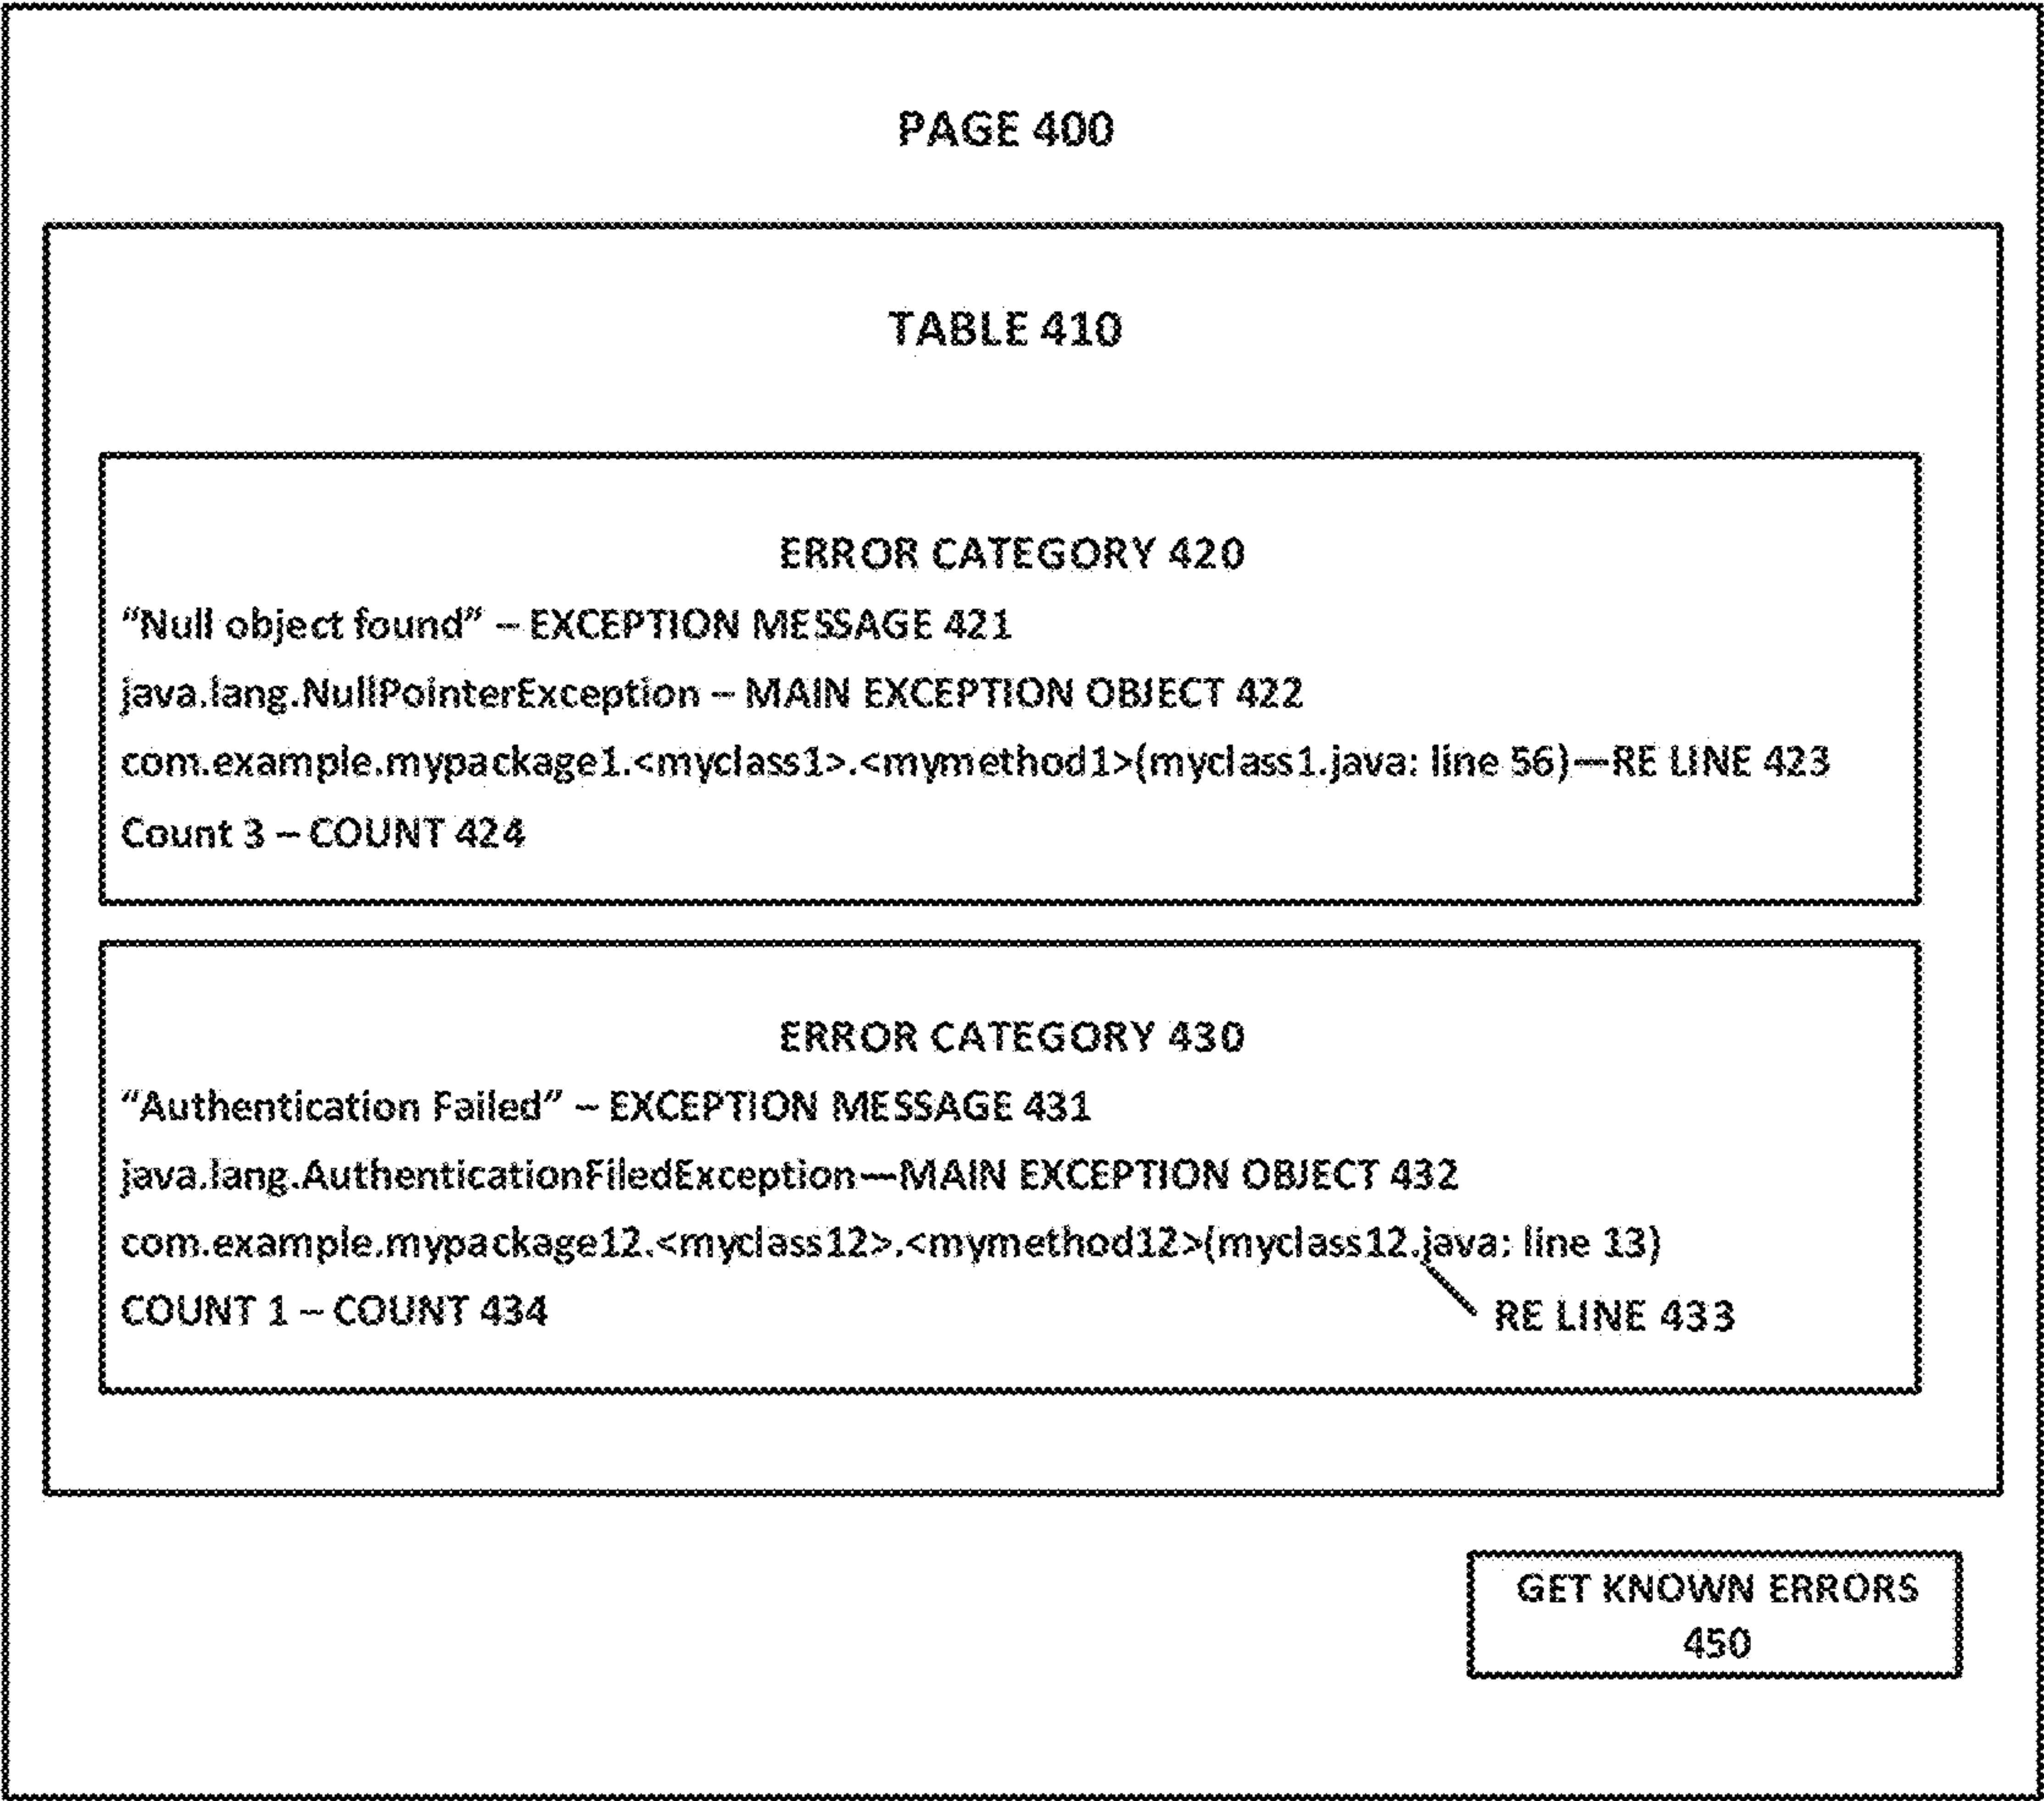 PAGE 400
TABLE 410
ERROR CATEGORY 420
“Null object found” – EXCEPTION MESSAGE 421
java.lang.NullPointerException – MAIN EXCEPTION OBJECT 422
com.example.mypackage1.<myclass1>.<mymethod1>(myclass1.java: line 56)—RE LINE 423
Count 3 – COUNT 424
ERROR CATEGORY 430
“Authentication Failed” – EXCEPTION MESSAGE 431
java.lang.AuthenticationFiledException—MAIN EXCEPTION OBJECT 432
com.example.mypackage12.<myclass12>.<mymethod12>(myclass12.java: line 13)
COUNT 1 – COUNT 434
RE LINE 433
GET KNOWN ERRORS
450